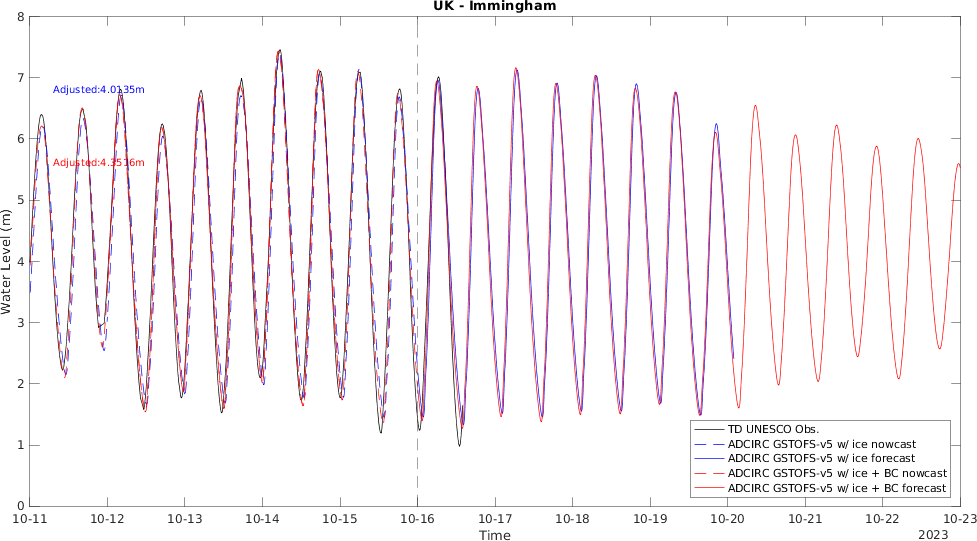 UK - Immingham
8
7
6
5
4
3
2
1
0
Water Level (m)
Adjusted:4.0135m
Adjusted:4.3516m
TD UNESCO Obs.
ADCIRC GSTOFS-v5 w/ ice nowcast
ADCIRC GSTOFS-v5 w/ ice forecast
ADCIRC GSTOFS-v5 w/ ice + BC nowcast
ADCIRC GSTOFS-v5 w/ ice + BC forecast
10-11 10-12 10-13 10-14 10-15 10-16 10-17 10-18 10-19 10-20 10-21 10-22 10-23
Time
2023